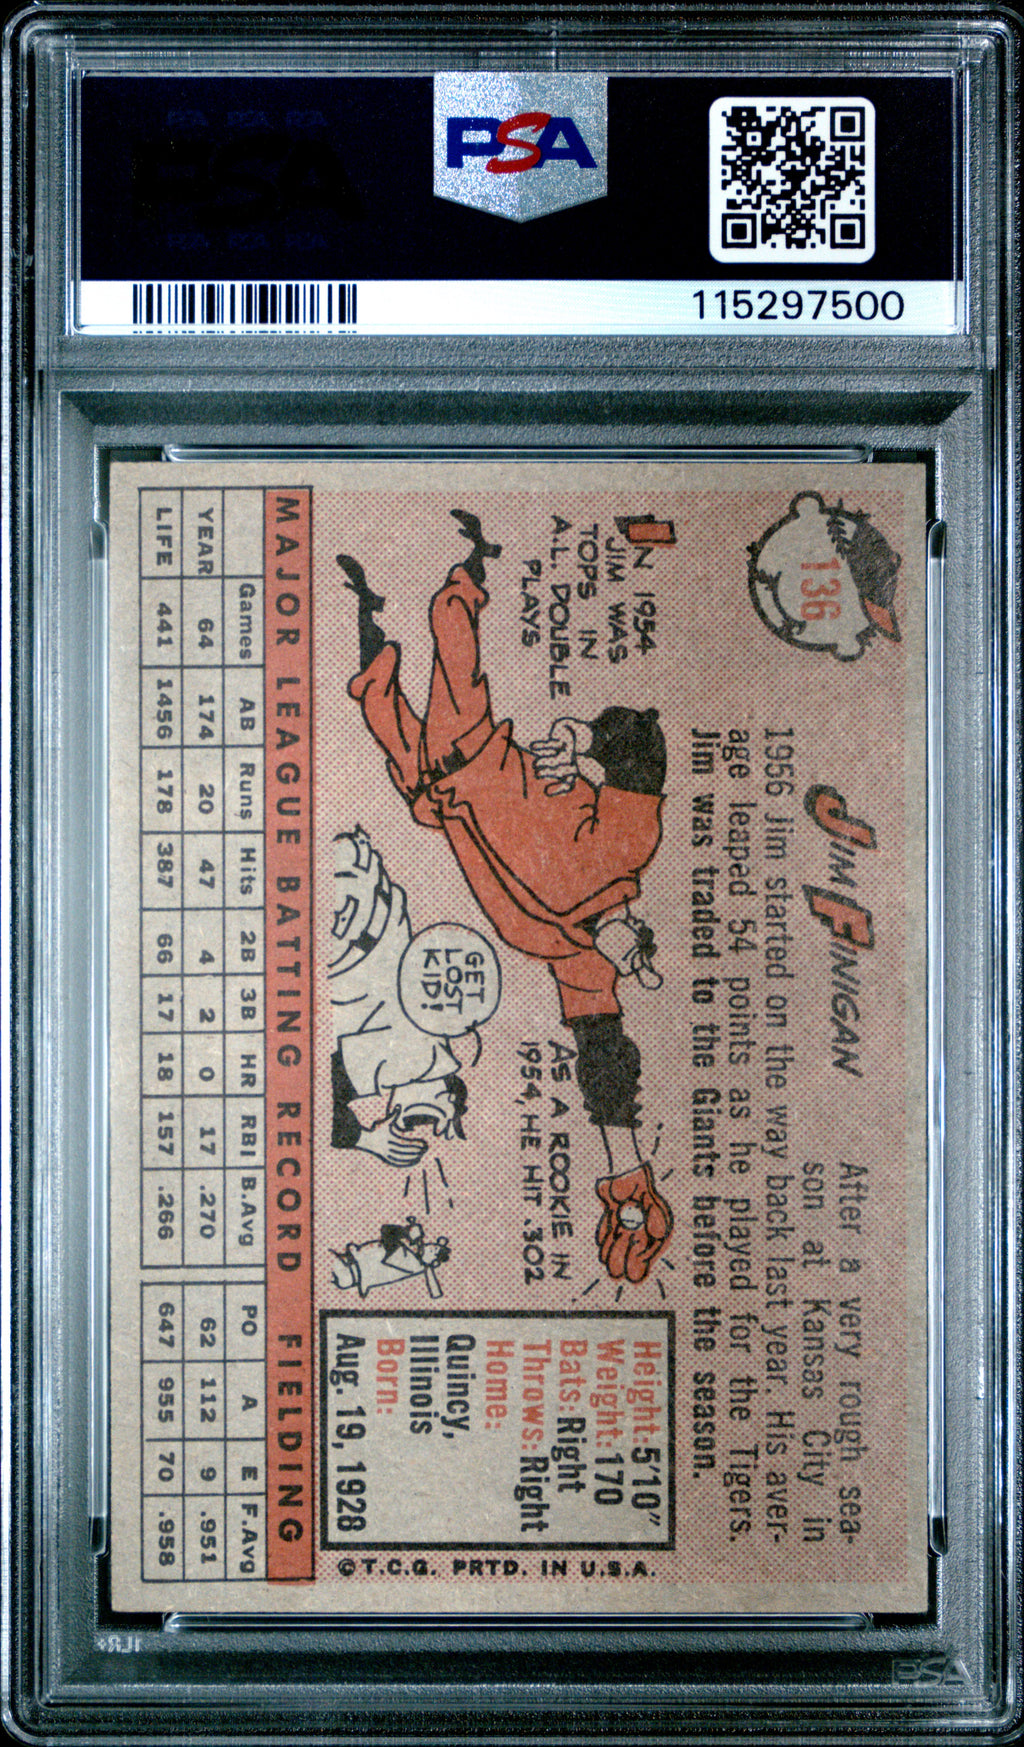 PSA
115297500
136
JIM FINIGAN
After a very rough sea-
son at Kansas City in
1956 Jim started on the way back last year. His aver-
age leaped 54 points as he played for the Tigers.
Jim was traded to the Giants before the season.
IN 1954
JIM WAS
TOPS IN
A.L. DOUBLE
PLAYS
AS A ROOKIE IN
1954, HE HIT .302
GET
LOST
KID!
Height: 5'10"
Weight: 170
Bats: Right
Throws: Right
Home:
Quincy,
Illinois
Born:
Aug. 19, 1928
© T.C.G. PRTD. IN U.S.A.
MAJOR LEAGUE BATTING RECORD FIELDING
Games AB Runs Hits 2B 3B HR RBI B.Avg PO A E F.Avg
YEAR 64 174 20 47 4 2 0 17 .270 62 112 9 .951
LIFE 441 1456 178 387 66 17 18 157 .266 647 955 70 .958
PSA